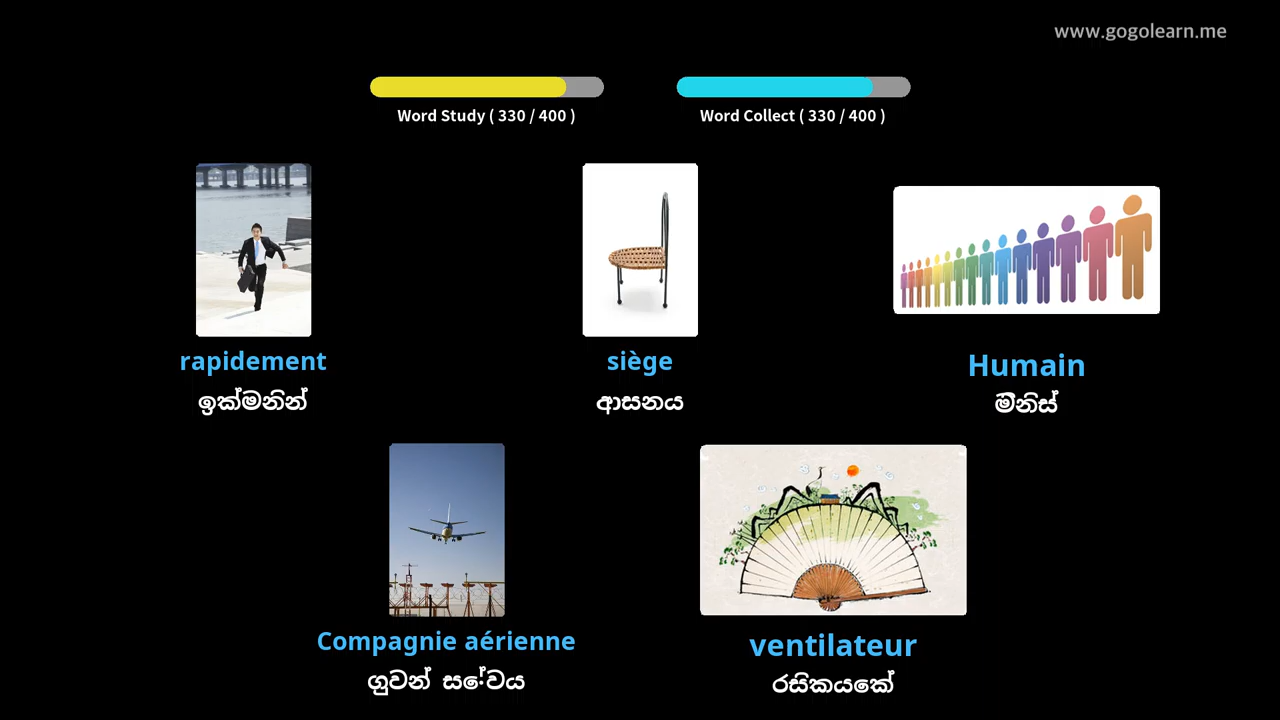 www.gogolearn.me
Word Study ( 330 / 400 )
Word Collect ( 330 / 400 )
rapidement
ඉක්මනින්
siège
ආසනය
Humain
මිනිස්
Compagnie aérienne
ගුවන් සේවය
ventilateur
රසිකයකේ